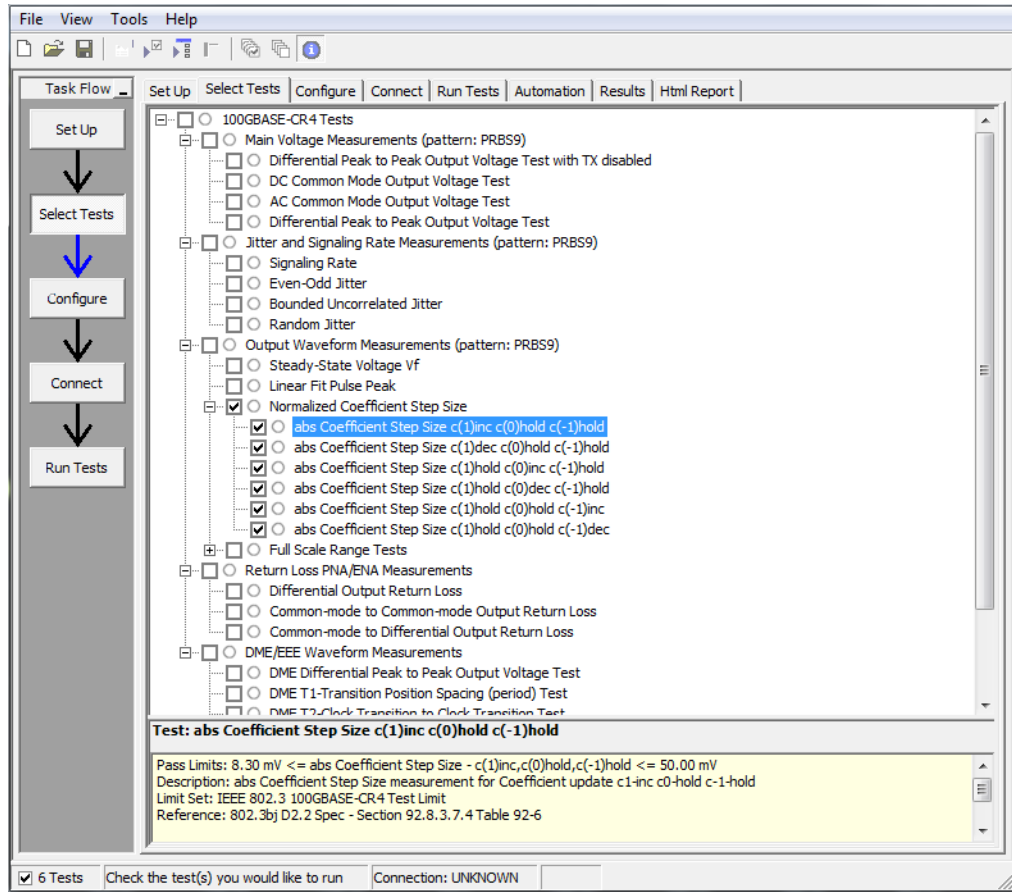 File View Tools Help
Task Flow
Set Up
Select Tests
Configure
Connect
Run Tests
Set Up Select Tests Configure Connect Run Tests Automation Results Html Report
100GBASE-CR4 Tests
Main Voltage Measurements (pattern: PRBS9)
Differential Peak to Peak Output Voltage Test with TX disabled
DC Common Mode Output Voltage Test
AC Common Mode Output Voltage Test
Differential Peak to Peak Output Voltage Test
Jitter and Signaling Rate Measurements (pattern: PRBS9)
Signaling Rate
Even-Odd Jitter
Bounded Uncorrelated Jitter
Random Jitter
Output Waveform Measurements (pattern: PRBS9)
Steady-State Voltage Vf
Linear Fit Pulse Peak
Normalized Coefficient Step Size
abs Coefficient Step Size c(1)inc c(0)hold c(-1)hold
abs Coefficient Step Size c(1)dec c(0)hold c(-1)hold
abs Coefficient Step Size c(1)hold c(0)inc c(-1)hold
abs Coefficient Step Size c(1)hold c(0)dec c(-1)hold
abs Coefficient Step Size c(1)hold c(0)hold c(-1)inc
abs Coefficient Step Size c(1)hold c(0)hold c(-1)dec
Full Scale Range Tests
Return Loss PNA/ENA Measurements
Differential Output Return Loss
Common-mode to Common-mode Output Return Loss
Common-mode to Differential Output Return Loss
DME/EEE Waveform Measurements
DME Differential Peak to Peak Output Voltage Test
DME T1-Transition Position Spacing (period) Test
DME T2-Clock Transition to Clock Transition Test
Test: abs Coefficient Step Size c(1)inc c(0)hold c(-1)hold
Pass Limits: 8.30 mV <= abs Coefficient Step Size - c(1)inc,c(0)hold,c(-1)hold <= 50.00 mV
Description: abs Coefficient Step Size measurement for Coefficient update c1-inc c0-hold c-1-hold
Limit Set: IEEE 802.3 100GBASE-CR4 Test Limit
Reference: 802.3bj D2.2 Spec - Section 92.8.3.7.4 Table 92-6
6 Tests Check the test(s) you would like to run Connection: UNKNOWN